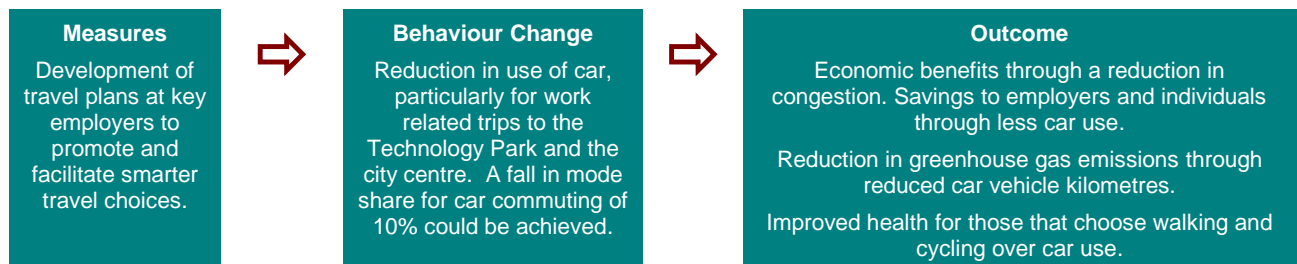 Measures
Development of
travel plans at key
employers to
promote and
facilitate smarter
travel choices.
Behaviour Change
Reduction in use of car,
particularly for work
related trips to the
Technology Park and the
city centre.  A fall in mode
share for car commuting of
10% could be achieved.
Outcome
Economic benefits through a reduction in
congestion. Savings to employers and individuals
through less car use.
Reduction in greenhouse gas emissions through
reduced car vehicle kilometres.
Improved health for those that choose walking and
cycling over car use.